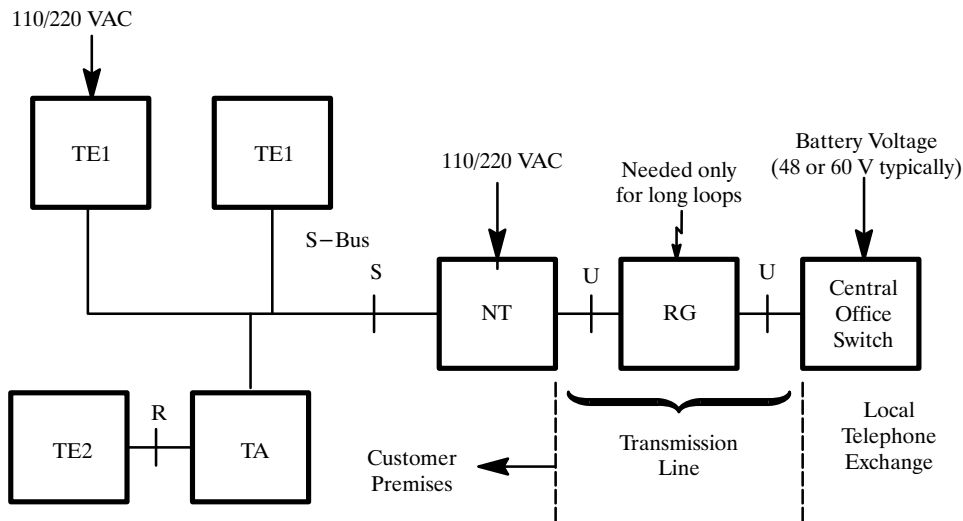 110/220 VAC
TE1
TE1
Battery Voltage
(48 or 60 V typically)
110/220 VAC
Needed only
for long loops
S−Bus
S
U
U
NT
RG
Central
Office
Switch
R
TE2
TA
Customer
Premises
Transmission
Line
Local
Telephone
Exchange